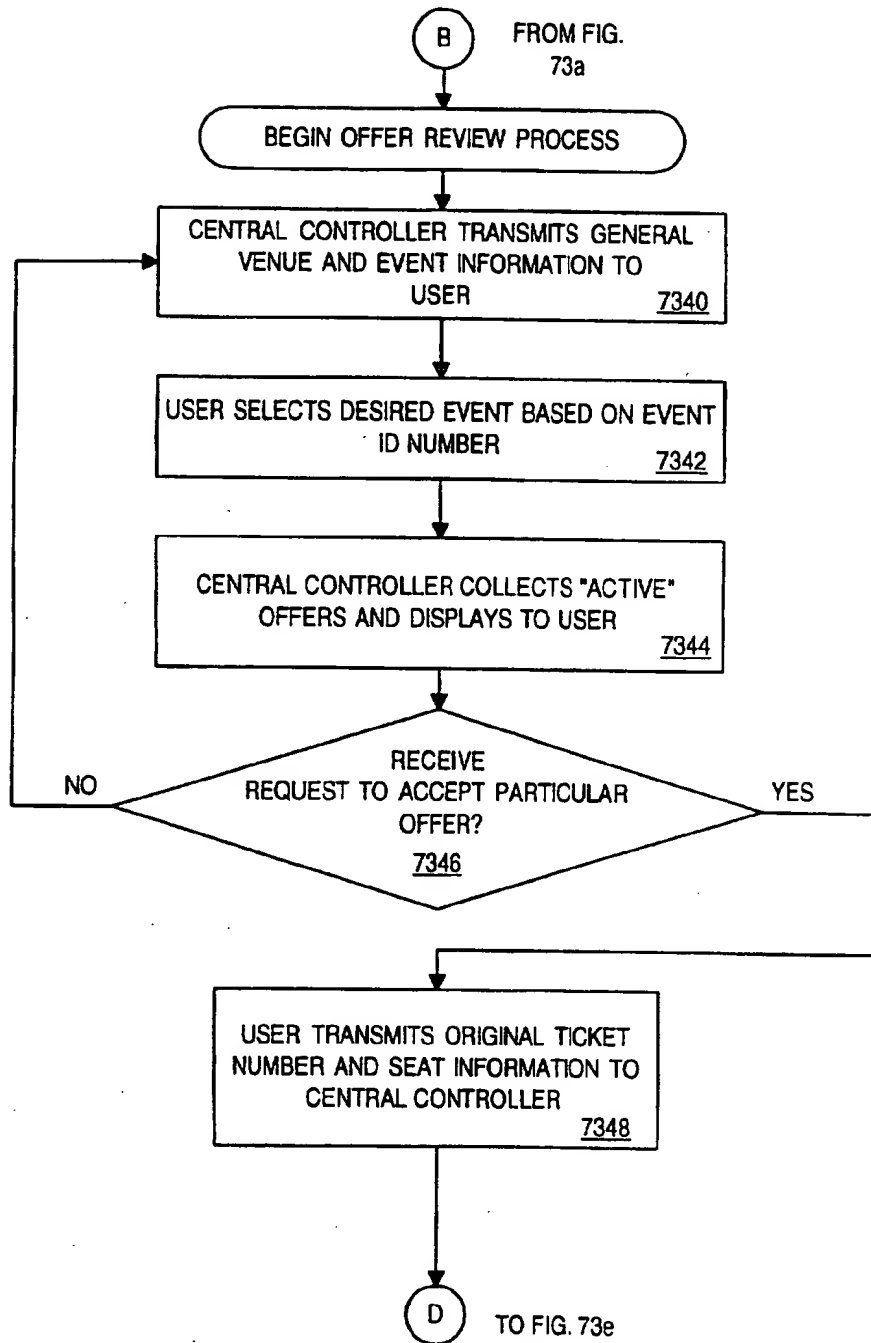 B
FROM FIG.
73a
BEGIN OFFER REVIEW PROCESS
CENTRAL CONTROLLER TRANSMITS GENERAL
VENUE AND EVENT INFORMATION TO
USER
7340
USER SELECTS DESIRED EVENT BASED ON EVENT
ID NUMBER
7342
CENTRAL CONTROLLER COLLECTS "ACTIVE"
OFFERS AND DISPLAYS TO USER
7344
NO
RECEIVE
REQUEST TO ACCEPT PARTICULAR
OFFER?
7346
YES
USER TRANSMITS ORIGINAL TICKET
NUMBER AND SEAT INFORMATION TO
CENTRAL CONTROLLER
7348
D
TO FIG. 73e